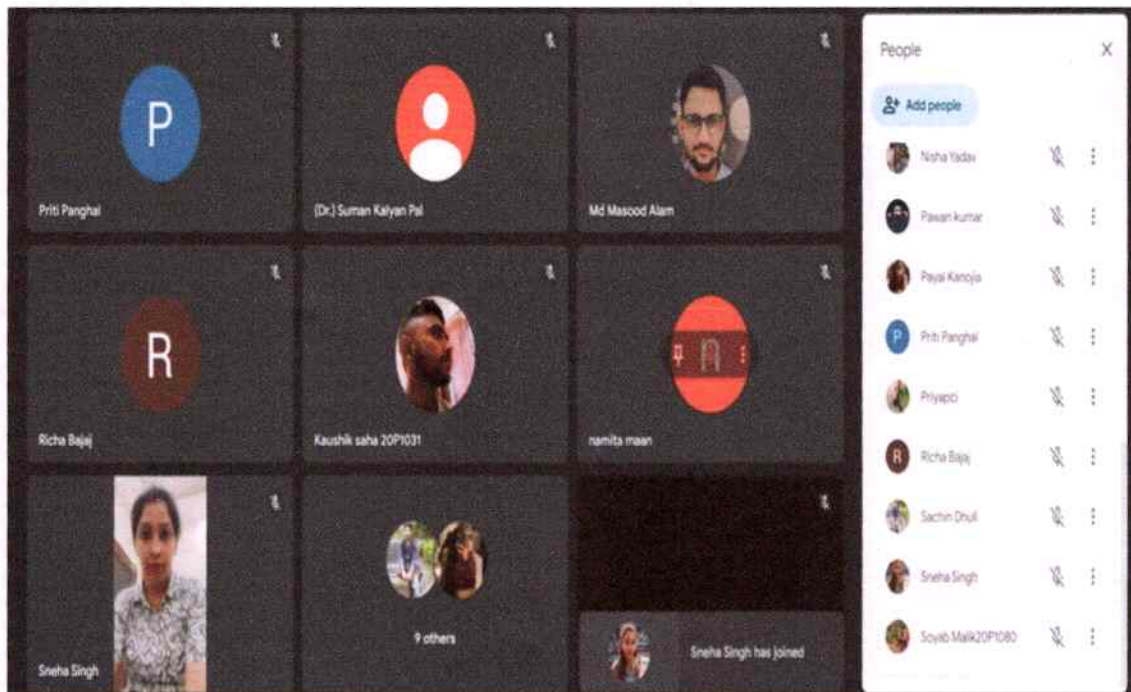 P
Priti Panghal
(Dr.) Suman Kalyan Pal
Md Masood Alam
R
Richa Bajaj
Kaushik saha 20P1031
n
namita maan
Sneha Singh
9 others
Sneha Singh has joined
People
Add people
Nisha Yadav
Pawan kumar
Payal Kanojia
P
Priti Panghal
R
Richa Bajaj
Sachin Dhull
Sneha Singh
Soyab Malik20P1080